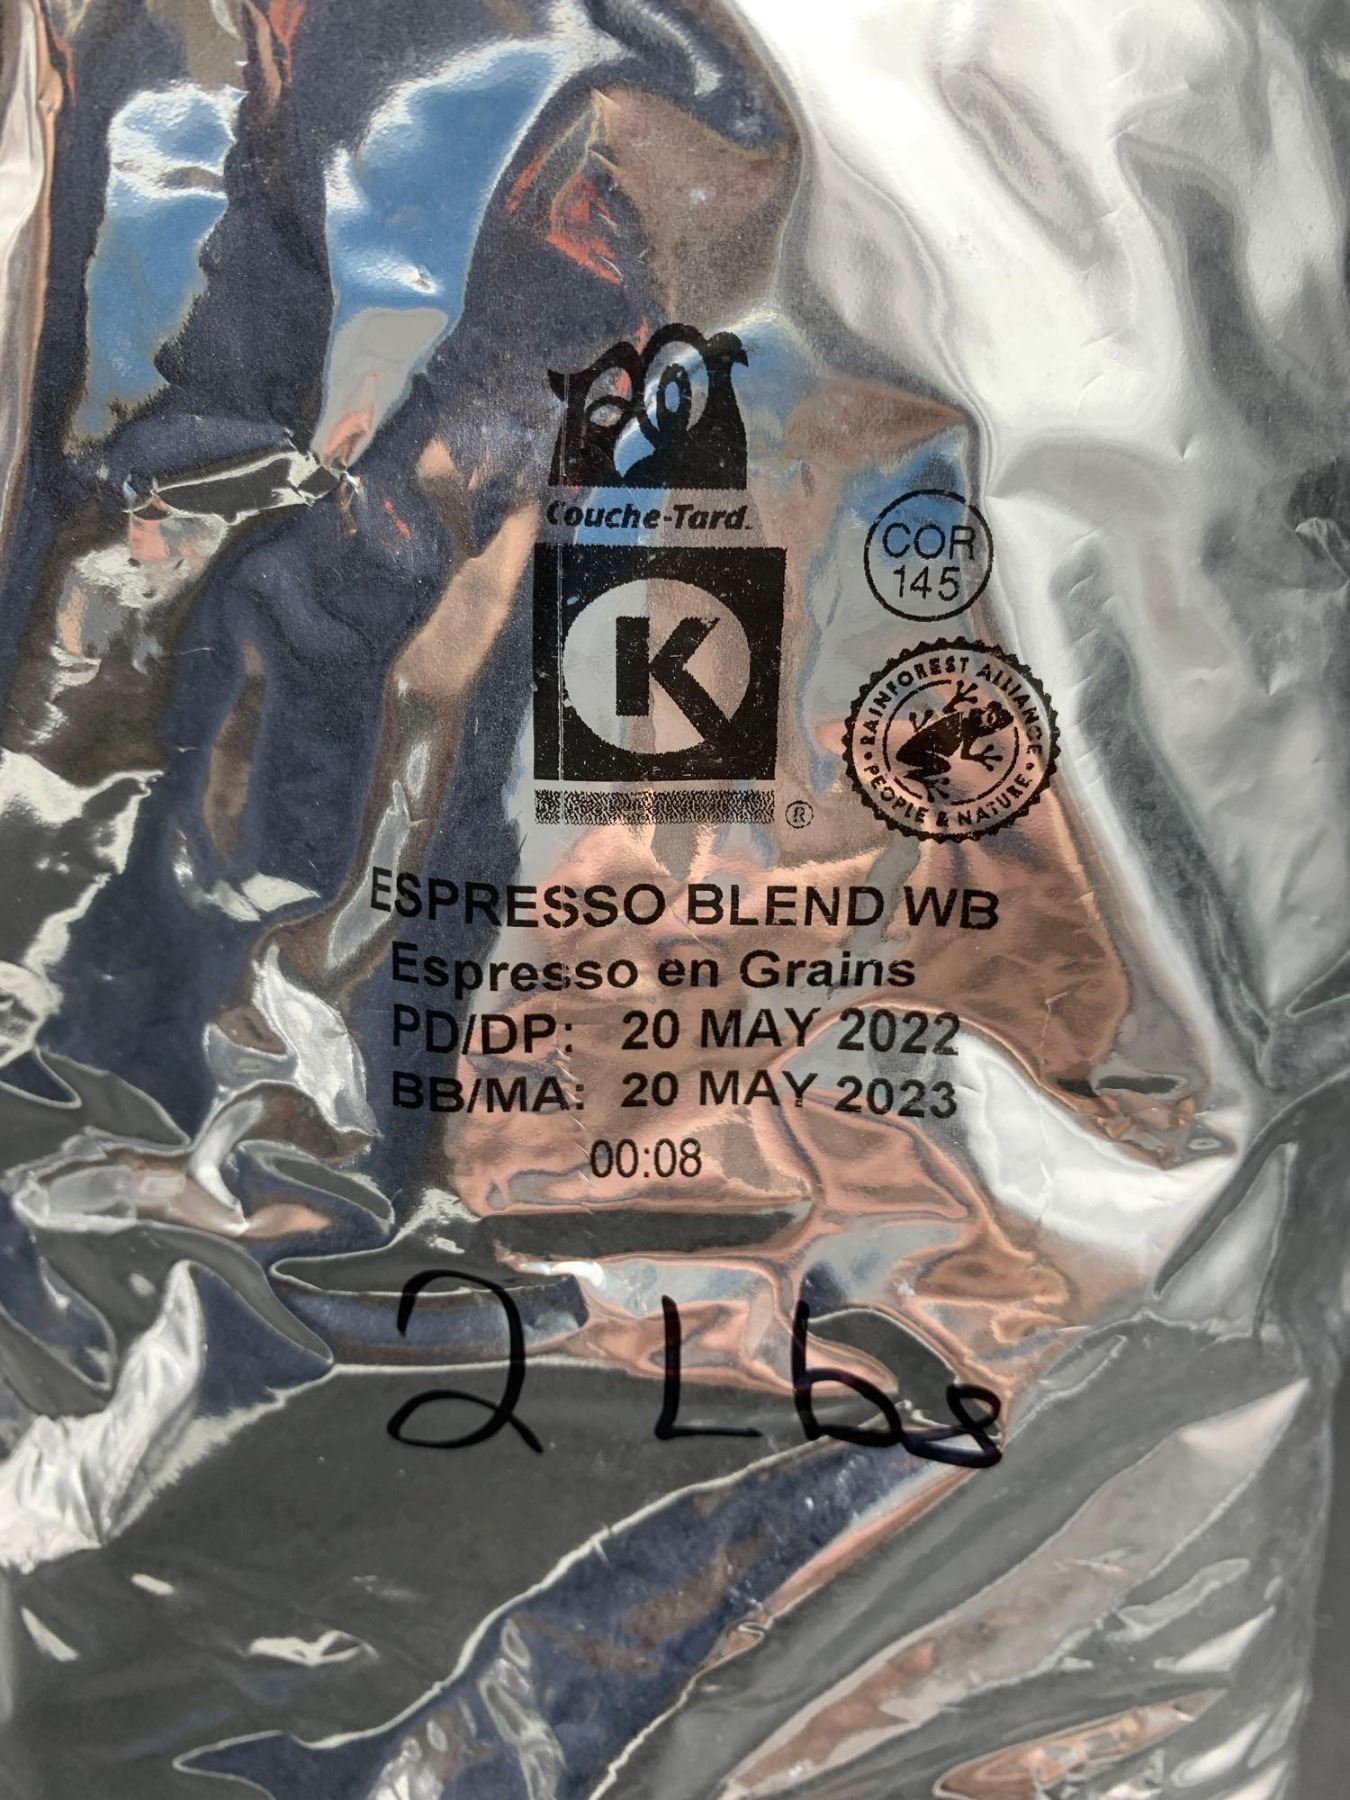 Couche-Tard.
K
®
COR
145
RAINFOREST ALLIANCE
• PEOPLE & NATURE •
ESPRESSO BLEND WB
Espresso en Grains
PD/DP: 20 MAY 2022
BB/MA: 20 MAY 2023
00:08
2 Lbs